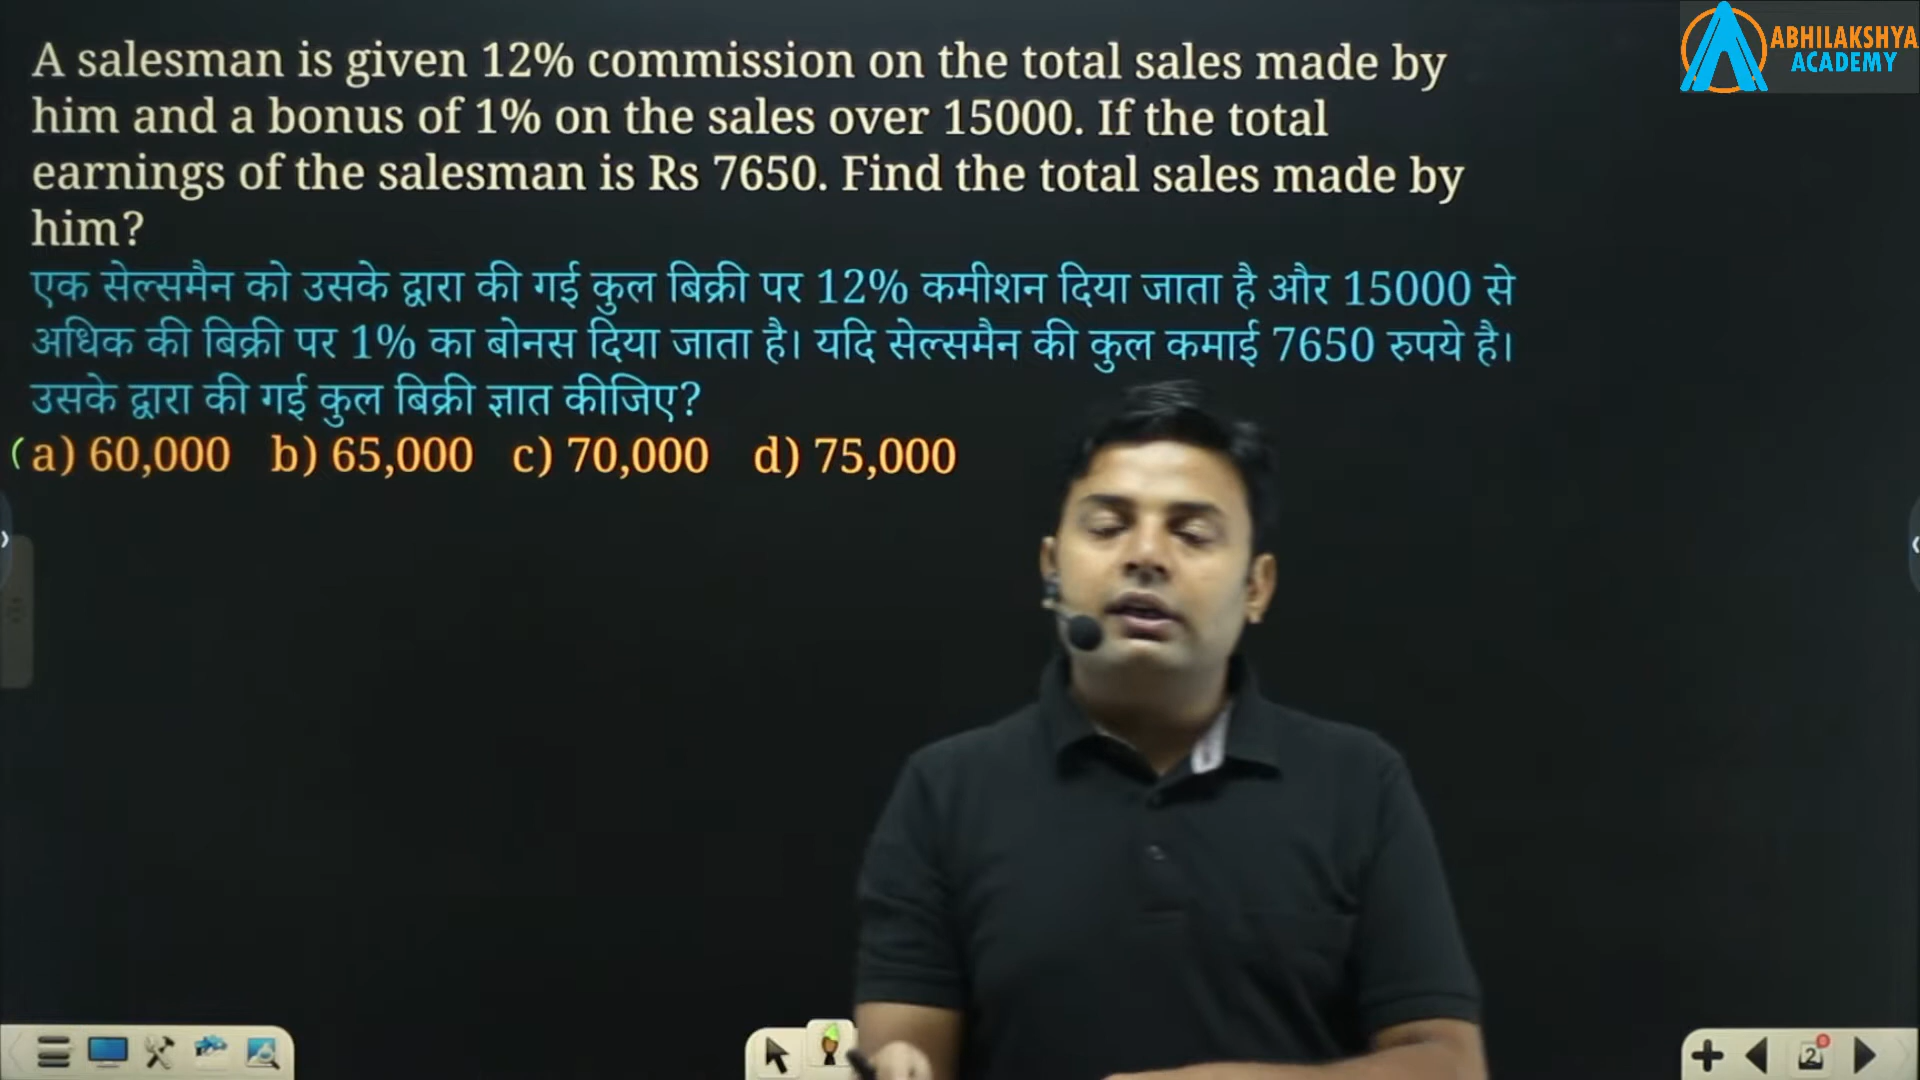 ABHILAKSHYA
ACADEMY
A salesman is given 12% commission on the total sales made by
him and a bonus of 1% on the sales over 15000. If the total
earnings of the salesman is Rs 7650. Find the total sales made by
him?
एक सेल्समैन को उसके द्वारा की गई कुल बिक्री पर 12% कमीशन दिया जाता है और 15000 से
अधिक की बिक्री पर 1% का बोनस दिया जाता है। यदि सेल्समैन की कुल कमाई 7650 रुपये है।
उसके द्वारा की गई कुल बिक्री ज्ञात कीजिए?
(a) 60,000 b) 65,000 c) 70,000 d) 75,000
2